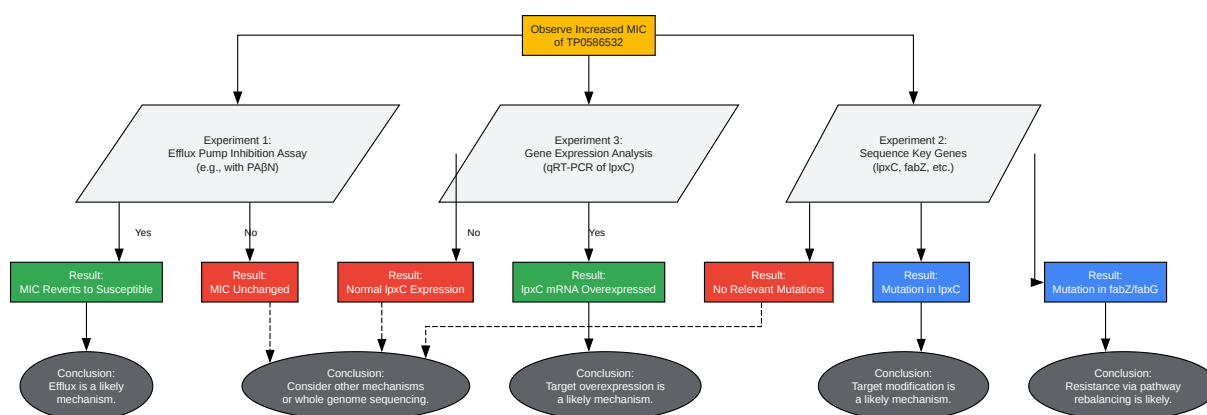 Observe Increased MIC
of TP0586532
Experiment 1:
Efflux Pump Inhibition Assay
(e.g., with PAβN)
Experiment 3:
Gene Expression Analysis
(qRT-PCR of lpxC)
Experiment 2:
Sequence Key Genes
(lpxC, fabZ, etc.)
Yes
No
No
Yes
Result:
MIC Reverts to Susceptible
Result:
MIC Unchanged
Result:
Normal lpxC Expression
Result:
lpxC mRNA Overexpressed
Result:
No Relevant Mutations
Result:
Mutation in lpxC
Result:
Mutation in fabZ/fabG
Conclusion:
Efflux is a likely
mechanism.
Conclusion:
Consider other mechanisms
or whole genome sequencing.
Conclusion:
Target overexpression is
a likely mechanism.
Conclusion:
Target modification is
a likely mechanism.
Conclusion:
Resistance via pathway
rebalancing is likely.